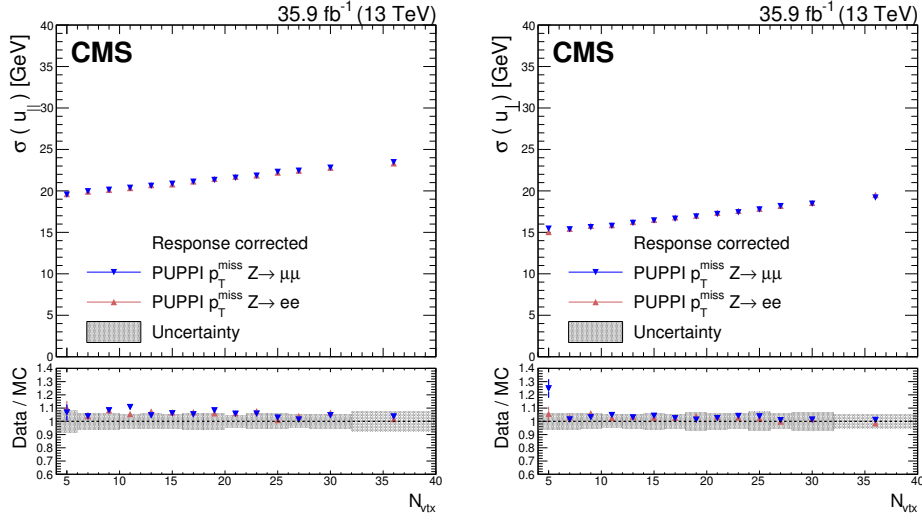 35.9 fb⁻¹ (13 TeV)
CMS
σ ( u∥ ) [GeV]
40
35
30
25
20
15
10
5
0
Response corrected
PUPPI pTmiss Z→ μμ
PUPPI pTmiss Z→ ee
Uncertainty
Data / MC
1.4
1.3
1.2
1.1
1
0.9
0.8
0.7
0.6
5 10 15 20 25 30 35 40
Nvtx
35.9 fb⁻¹ (13 TeV)
CMS
σ ( u⊥ ) [GeV]
40
35
30
25
20
15
10
5
0
Response corrected
PUPPI pTmiss Z→ μμ
PUPPI pTmiss Z→ ee
Uncertainty
Data / MC
1.4
1.3
1.2
1.1
1
0.9
0.8
0.7
0.6
5 10 15 20 25 30 35 40
Nvtx